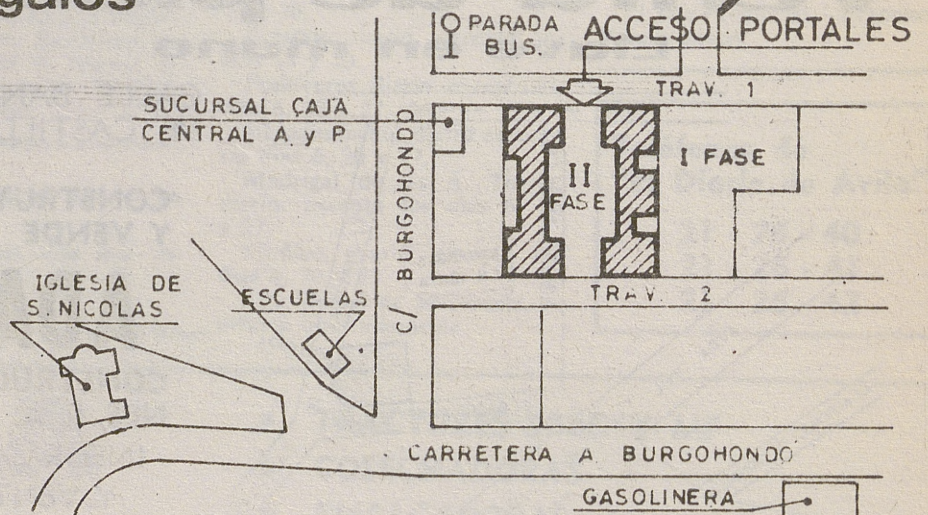 PARADA
BUS.
ACCESO PORTALES
TRAV. 1
SUCURSAL CAJA
CENTRAL A y P.
C/ BURGOHONDO
I FASE
II
FASE
IGLESIA DE
S. NICOLAS
ESCUELAS
TRAV. 2
CARRETERA A BURGOHONDO
GASOLINERA